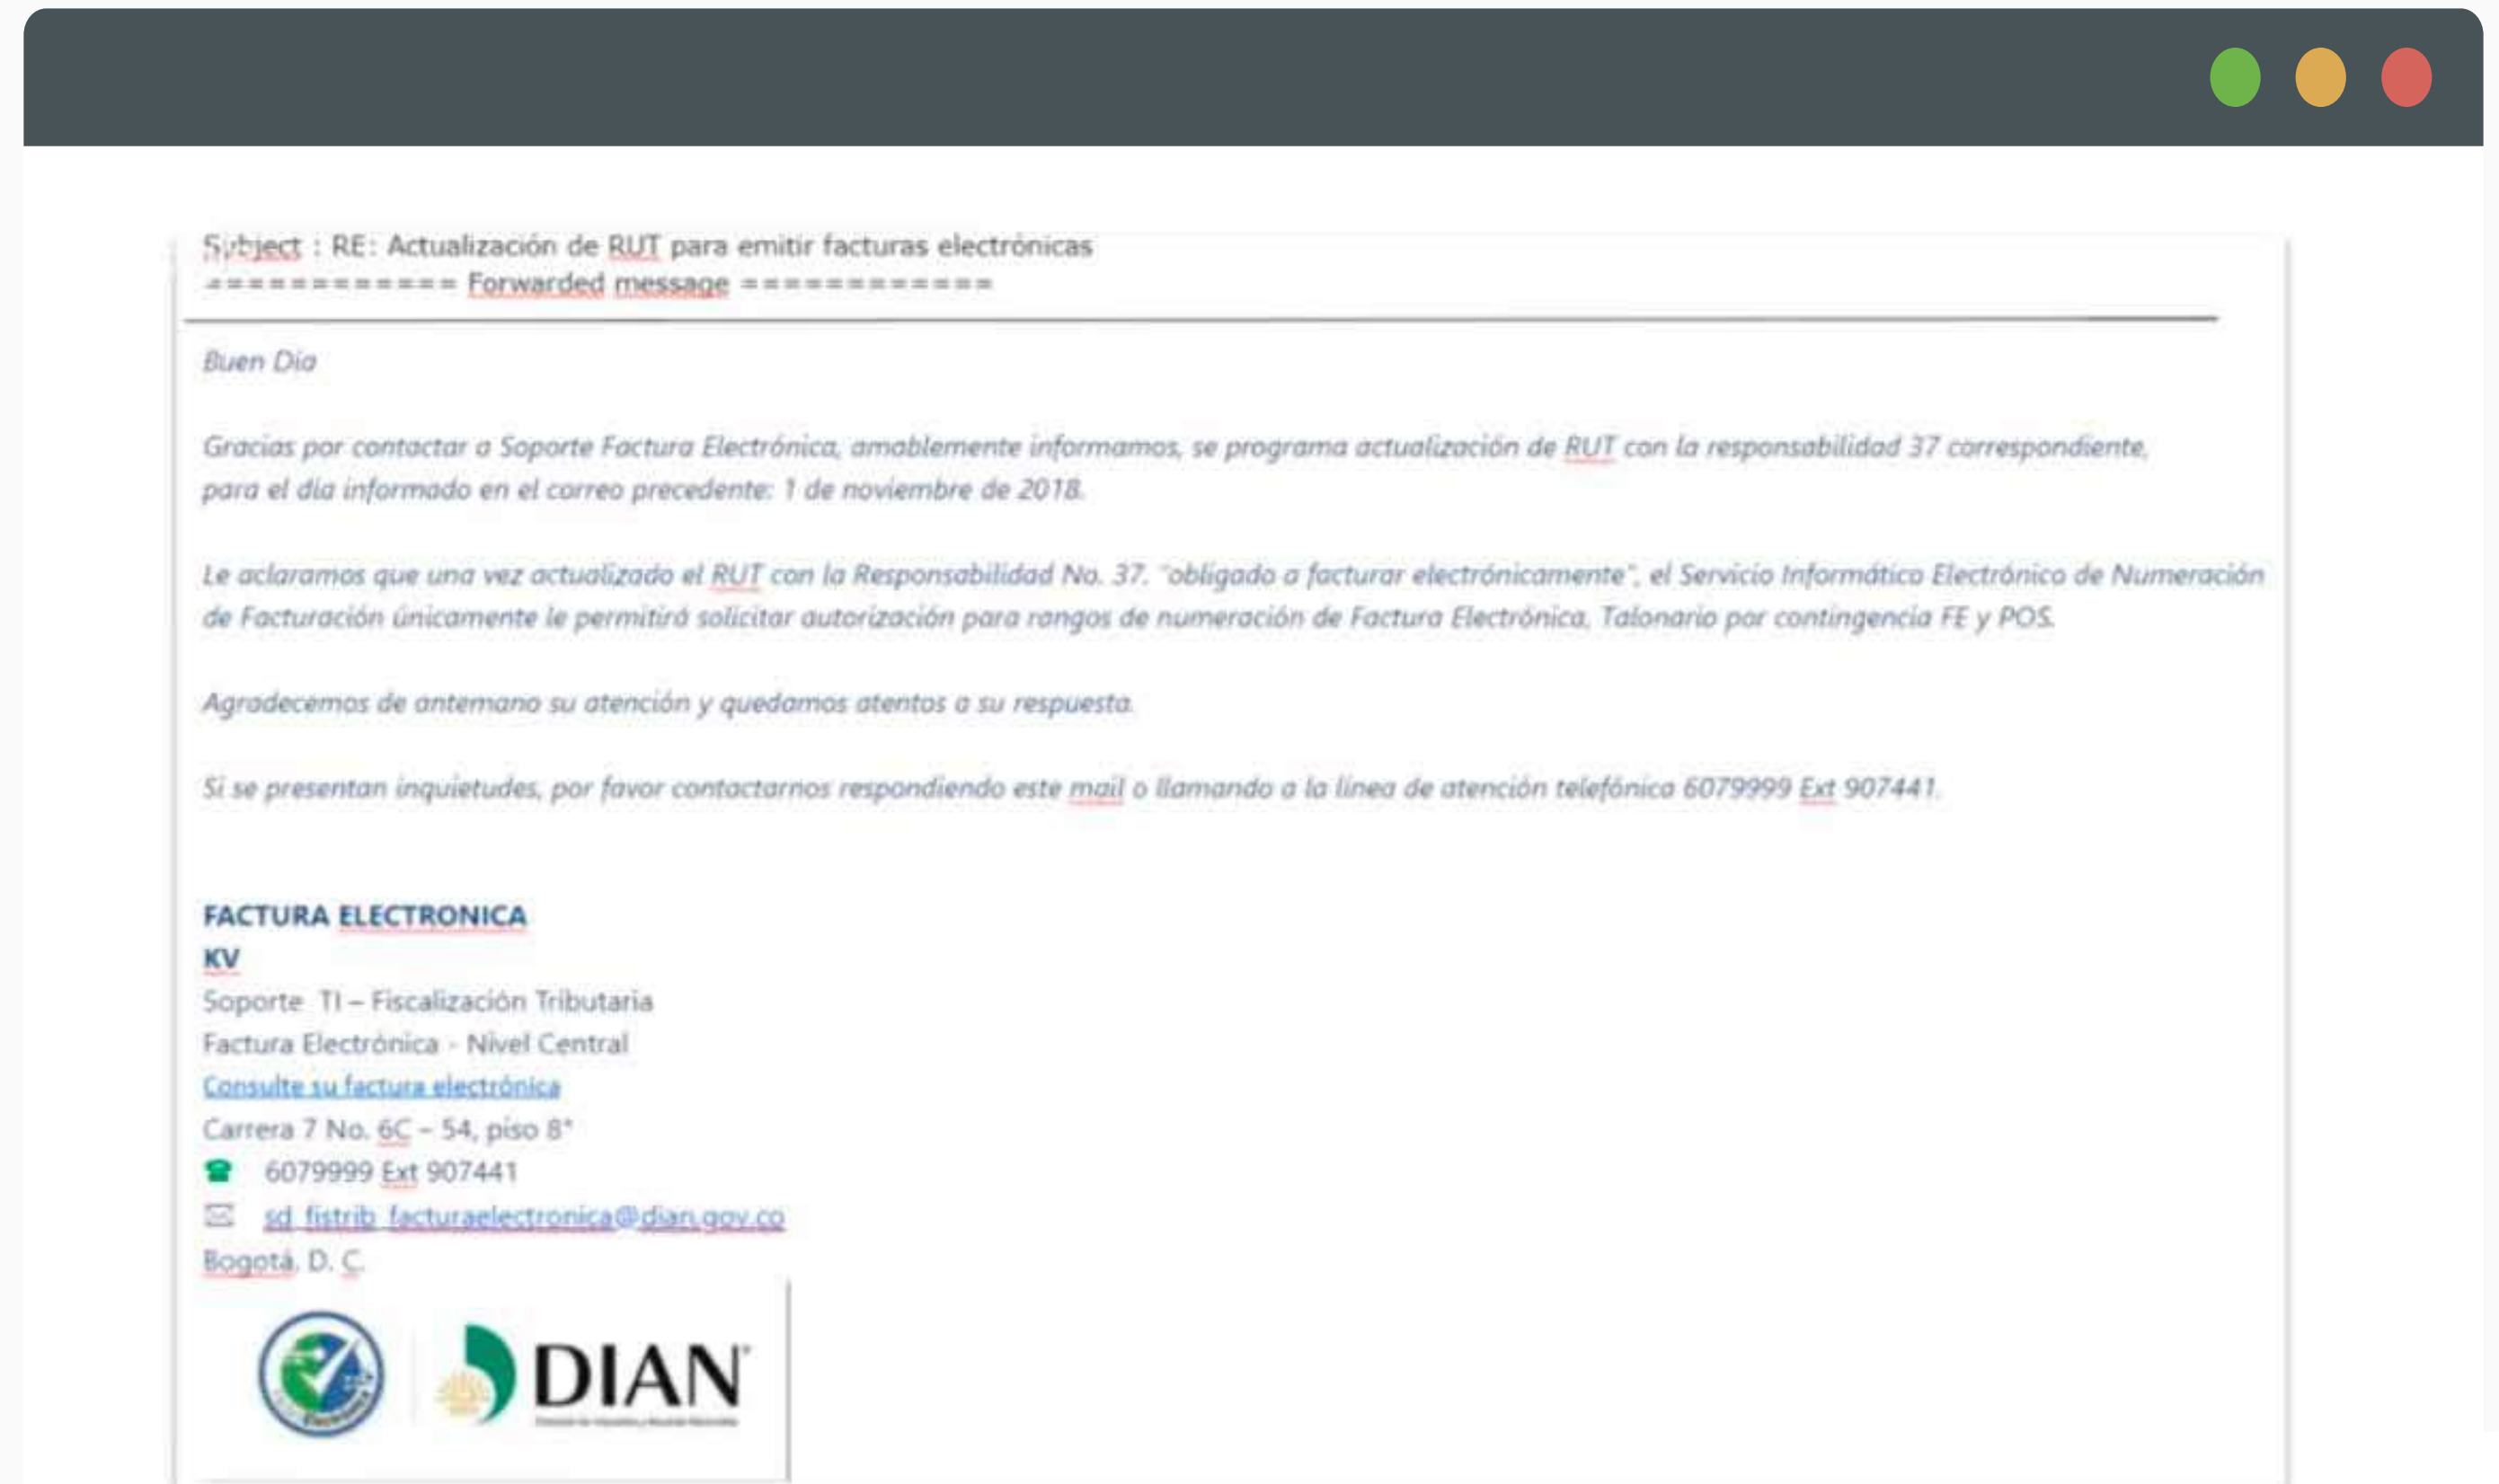 Subject : RE: Actualización de RUT para emitir facturas electrónicas
============ Forwarded message ============
Buen Día
Gracias por contactar a Soporte Factura Electrónica, amablemente informamos, se programa actualización de RUT con la responsabilidad 37 correspondiente,
para el día informado en el correo precedente: 1 de noviembre de 2018.
Le aclaramos que una vez actualizado el RUT con la Responsabilidad No. 37. "obligado a facturar electrónicamente", el Servicio Informático Electrónico de Numeración
de Facturación únicamente le permitirá solicitar autorización para rangos de numeración de Factura Electrónica, Talonario por contingencia FE y POS.
Agradecemos de antemano su atención y quedamos atentos a su respuesta.
Si se presentan inquietudes, por favor contactarnos respondiendo este mail o llamando a la línea de atención telefónica 6079999 Ext 907441.
FACTURA ELECTRONICA
KV
Soporte TI – Fiscalización Tributaria
Factura Electrónica - Nivel Central
Consulte su factura electrónica
Carrera 7 No. 6C – 54, piso 8°
6079999 Ext 907441
sd_fistrib_facturaelectronica@dian.gov.co
Bogotá, D. C.
DIAN